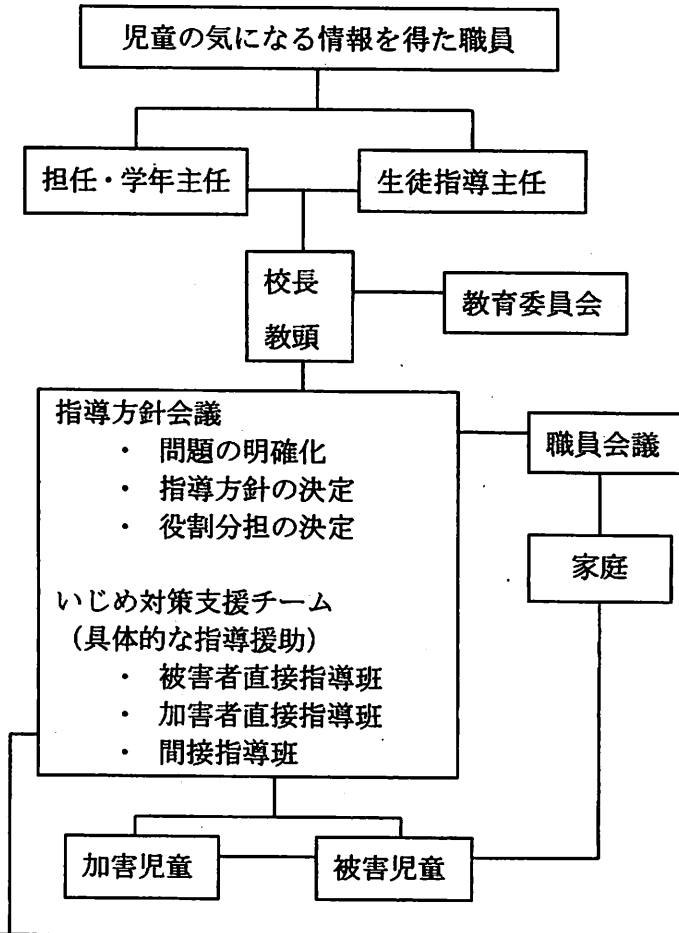 児童の気になる情報を得た職員
担任・学年主任
生徒指導主任
校長
教頭
教育委員会
指導方針会議
・ 問題の明確化
・ 指導方針の決定
・ 役割分担の決定
職員会議
家庭
いじめ対策支援チーム
（具体的な指導援助）
・ 被害者直接指導班
・ 加害者直接指導班
・ 間接指導班
加害児童
被害児童